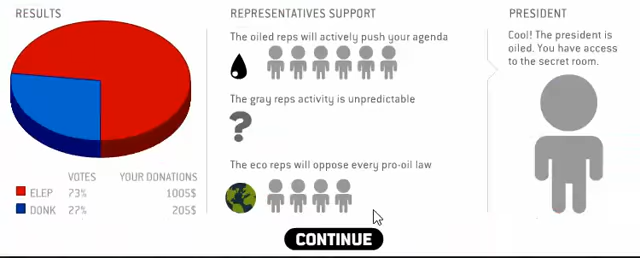 RESULTS
VOTES YOUR DONATIONS
ELEP 73% 1005$
DONK 27% 205$
REPRESENTATIVES SUPPORT
The oiled reps will actively push your agenda
The gray reps activity is unpredictable
?
The eco reps will oppose every pro-oil law
PRESIDENT
Cool! The president is
oiled. You have access
to the secret room.
CONTINUE